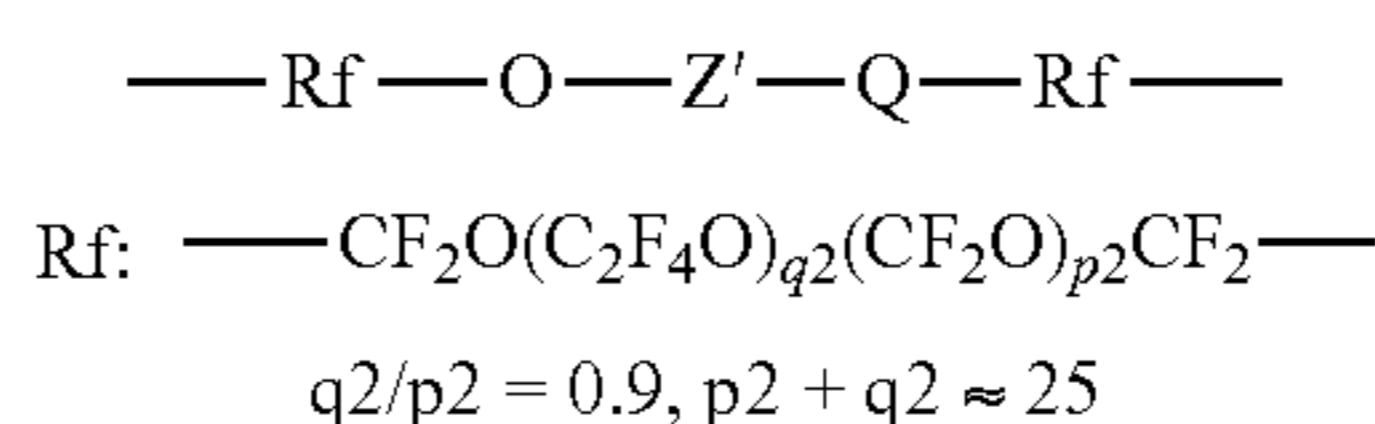 —Rf—O—Z'—Q—Rf—
Rf: —CF₂O(C₂F₄O)q2(CF₂O)p2CF₂—
q2/p2 = 0.9, p2 + q2 ≈ 25